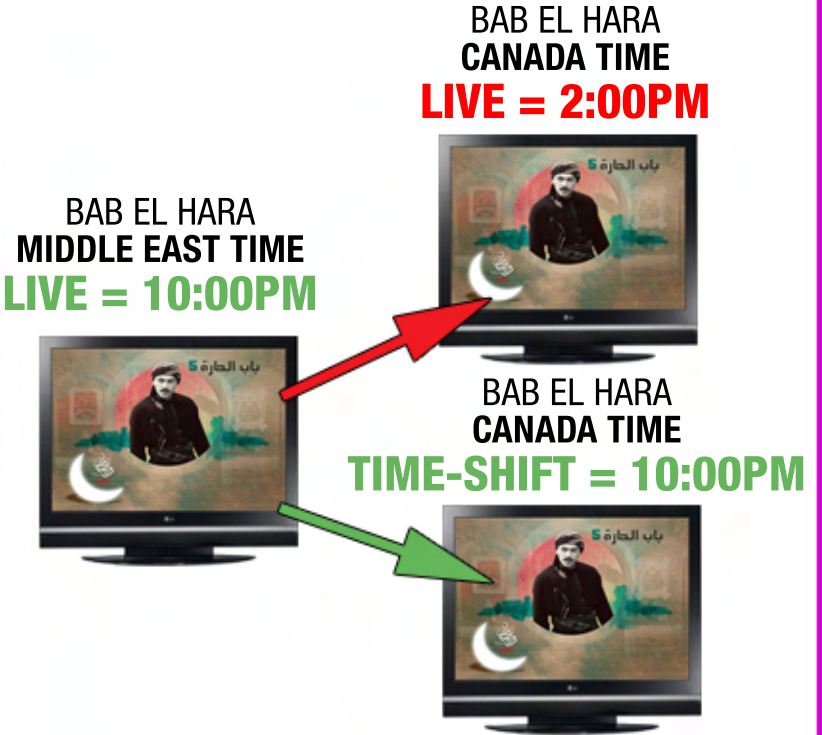 BAB EL HARA
CANADA TIME
LIVE = 2:00PM
باب الحارة 5
BAB EL HARA
MIDDLE EAST TIME
LIVE = 10:00PM
باب الحارة 5
BAB EL HARA
CANADA TIME
TIME-SHIFT = 10:00PM
باب الحارة 5